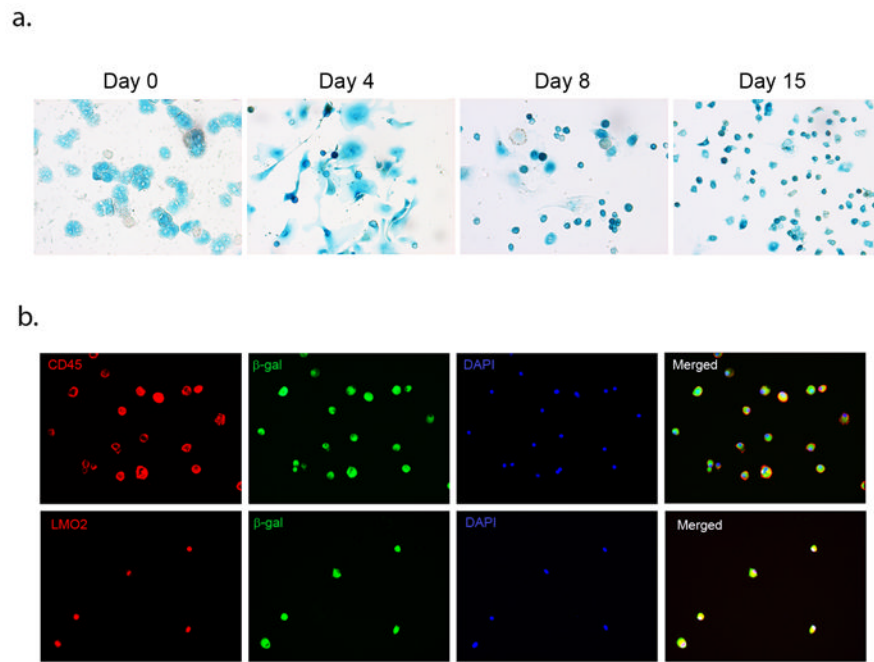 a.
Day 0 Day 4 Day 8 Day 15
b.
CD45 β-gal DAPI Merged
LMO2 β-gal DAPI Merged